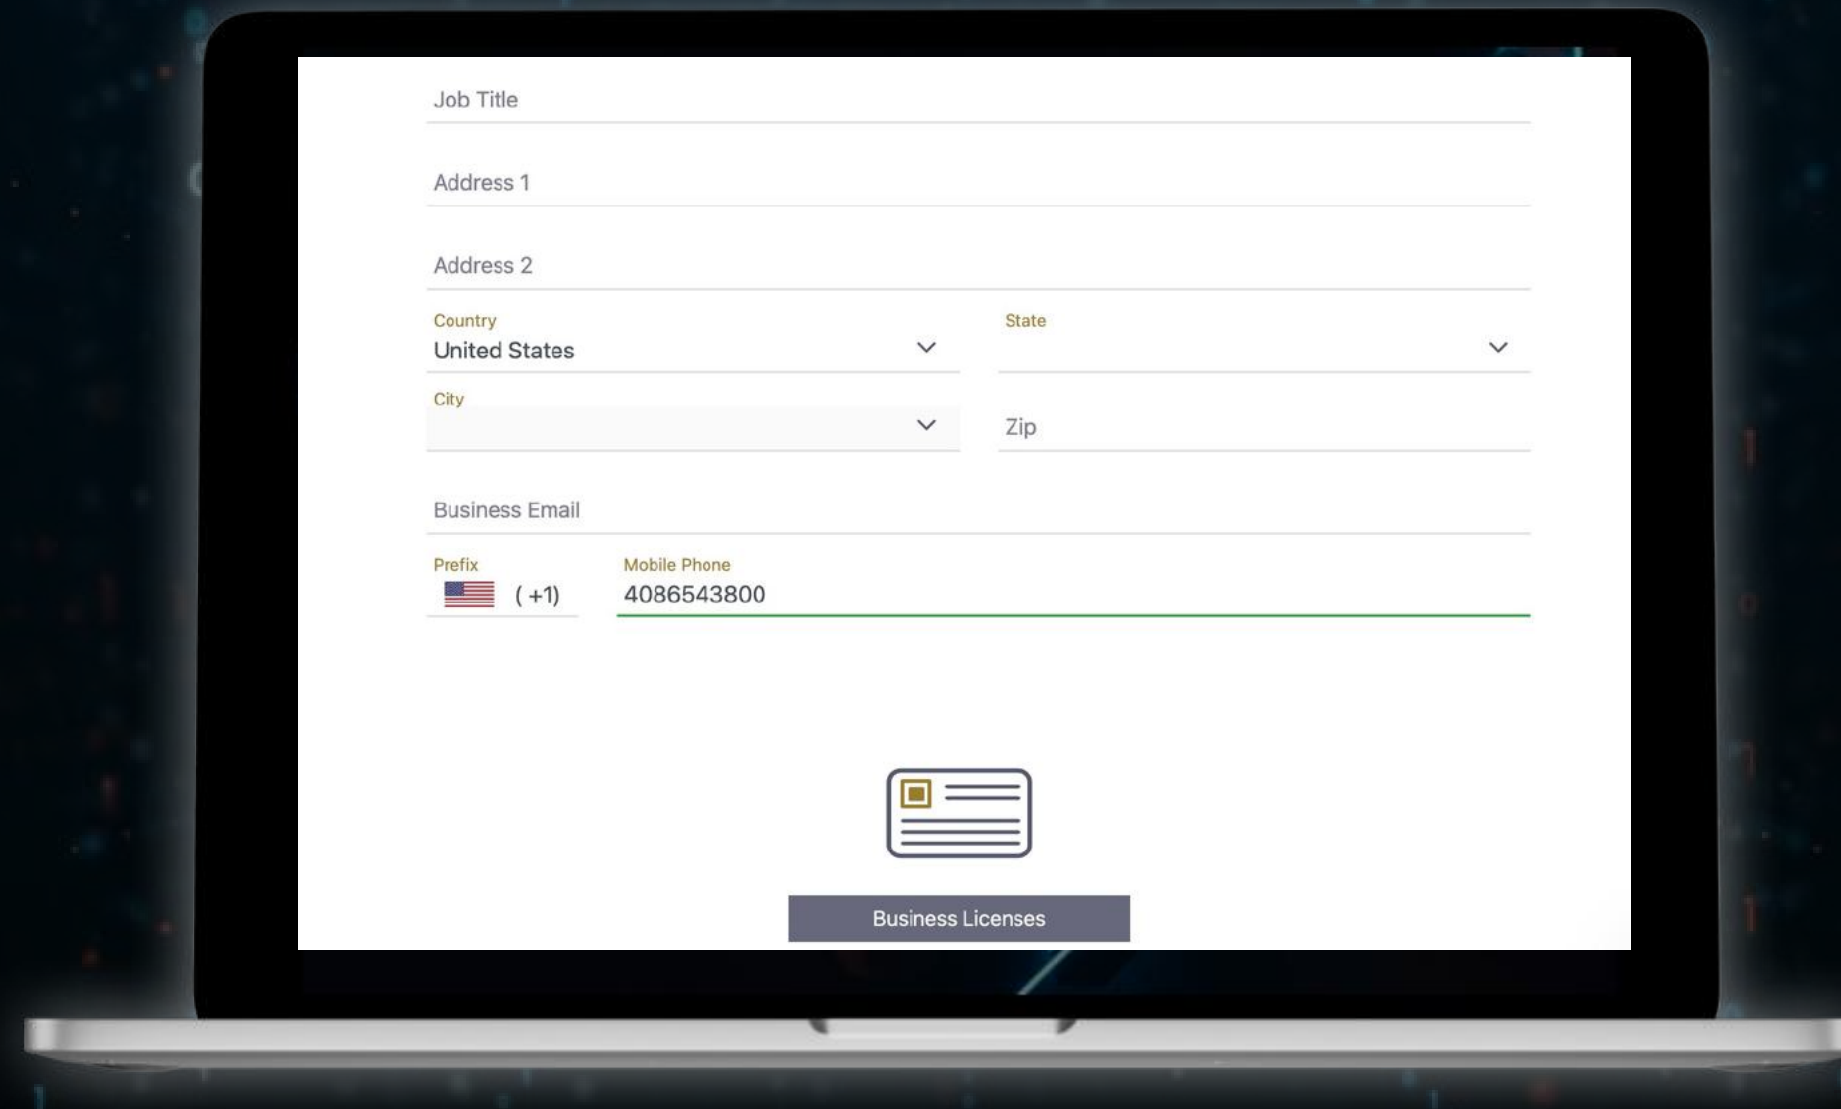 Job Title
Address 1
Address 2
Country State
United States
City
Zip
Business Email
Prefix Mobile Phone
( +1) 4086543800
Business Licenses